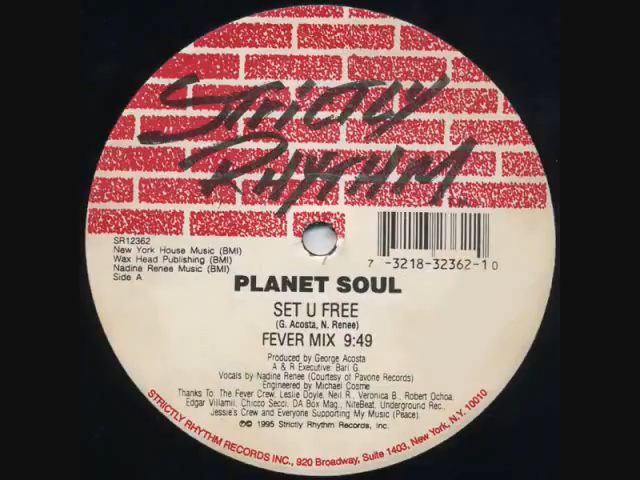 STRICTLY
RHYTHM
SR12362
New York House Music (BMI)
Wax Head Publishing (BMI)
Nadine Renee Music (BMI)
Side A
7 -3218-32362-1 0
PLANET SOUL
SET U FREE
(G. Acosta, N. Renee)
FEVER MIX 9:49
Produced by George Acosta
A & R Executive: Bari G.
Vocals by Nadine Renee (Courtesy of Pavone Records)
Engineered by Michael Cosme
Thanks To: The Fever Crew, Leslie Doyle, Neil R., Veronica B., Robert Ochoa,
Edgar Villamil, Chicco Secci, DA Box Mag., NiteBeat, Underground Rec.,
Jessie's Crew and Everyone Supporting My Music (Peace)
℗© 1995 Strictly Rhythm Records, Inc.
STRICTLY RHYTHM RECORDS INC., 920 Broadway, Suite 1403, New York, N.Y. 10010